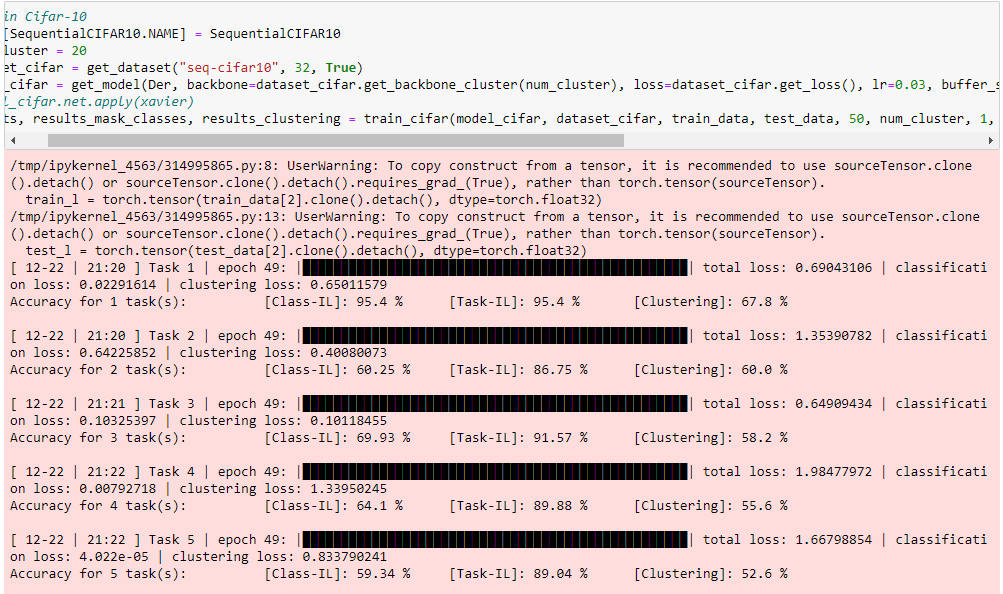 in Cifar-10
[SequentialCIFAR10.NAME] = SequentialCIFAR10
luster = 20
et_cifar = get_dataset("seq-cifar10", 32, True)
_cifar = get_model(Der, backbone=dataset_cifar.get_backbone_cluster(num_cluster), loss=dataset_cifar.get_loss(), lr=0.03, buffer_s
l_cifar.net.apply(xavier)
ts, results_mask_classes, results_clustering = train_cifar(model_cifar, dataset_cifar, train_data, test_data, 50, num_cluster, 1,
/tmp/ipykernel_4563/314995865.py:8: UserWarning: To copy construct from a tensor, it is recommended to use sourceTensor.clone
().detach() or sourceTensor.clone().detach().requires_grad_(True), rather than torch.tensor(sourceTensor).
train_l = torch.tensor(train_data[2].clone().detach(), dtype=torch.float32)
/tmp/ipykernel_4563/314995865.py:13: UserWarning: To copy construct from a tensor, it is recommended to use sourceTensor.clone
().detach() or sourceTensor.clone().detach().requires_grad_(True), rather than torch.tensor(sourceTensor).
test_l = torch.tensor(test_data[2].clone().detach(), dtype=torch.float32)
[ 12-22 | 21:20 ] Task 1 | epoch 49: | | total loss: 0.69043106 | classificati
on loss: 0.02291614 | clustering loss: 0.65011579
Accuracy for 1 task(s): [Class-IL]: 95.4 % [Task-IL]: 95.4 % [Clustering]: 67.8 %
[ 12-22 | 21:20 ] Task 2 | epoch 49: | | total loss: 1.35390782 | classificati
on loss: 0.64225852 | clustering loss: 0.40080073
Accuracy for 2 task(s): [Class-IL]: 60.25 % [Task-IL]: 86.75 % [Clustering]: 60.0 %
[ 12-22 | 21:21 ] Task 3 | epoch 49: | | total loss: 0.64909434 | classificati
on loss: 0.10325397 | clustering loss: 0.10118455
Accuracy for 3 task(s): [Class-IL]: 69.93 % [Task-IL]: 91.57 % [Clustering]: 58.2 %
[ 12-22 | 21:22 ] Task 4 | epoch 49: | | total loss: 1.98477972 | classificati
on loss: 0.00792718 | clustering loss: 1.33950245
Accuracy for 4 task(s): [Class-IL]: 64.1 % [Task-IL]: 89.88 % [Clustering]: 55.6 %
[ 12-22 | 21:22 ] Task 5 | epoch 49: | | total loss: 1.66798854 | classificati
on loss: 4.022e-05 | clustering loss: 0.833790241
Accuracy for 5 task(s): [Class-IL]: 59.34 % [Task-IL]: 89.04 % [Clustering]: 52.6 %